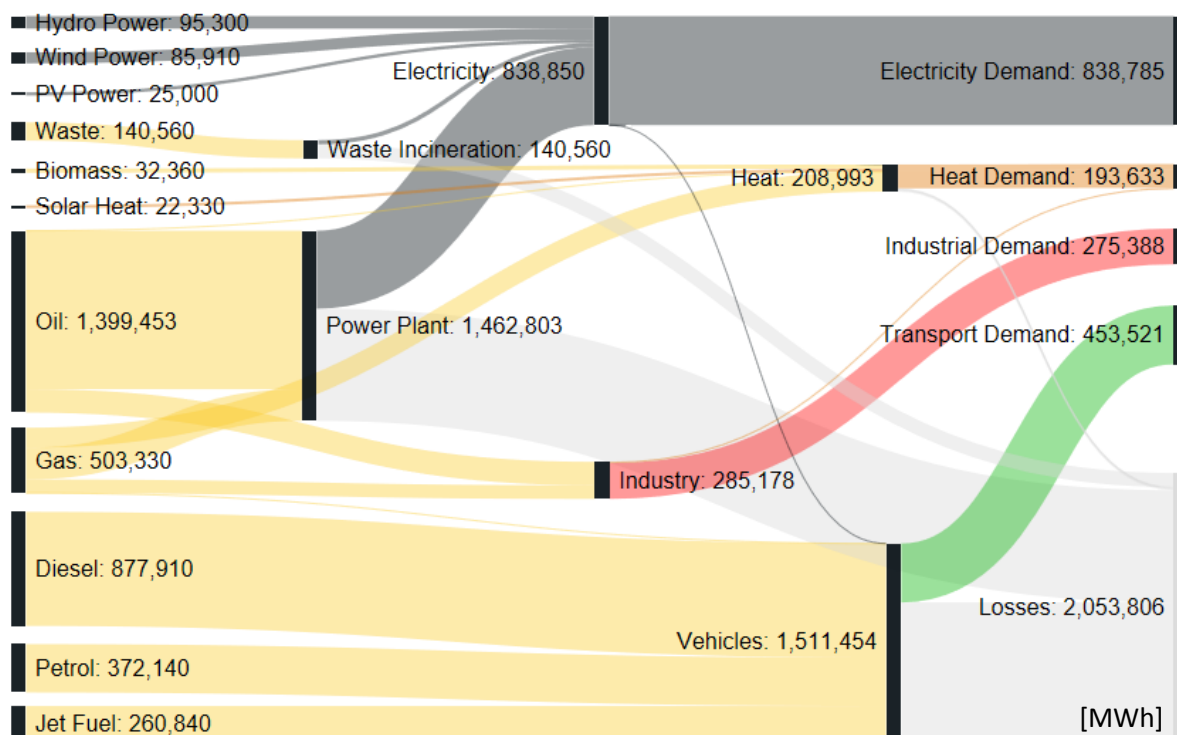 Hydro Power: 95,300
Wind Power: 85,910
Electricity: 838,850
Electricity Demand: 838,785
PV Power: 25,000
Waste: 140,560
Waste Incineration: 140,560
Biomass: 32,360
Heat: 208,993
Heat Demand: 193,633
Solar Heat: 22,330
Industrial Demand: 275,388
Oil: 1,399,453
Power Plant: 1,462,803
Transport Demand: 453,521
Gas: 503,330
Industry: 285,178
Diesel: 877,910
Losses: 2,053,806
Vehicles: 1,511,454
Petrol: 372,140
Jet Fuel: 260,840
[MWh]